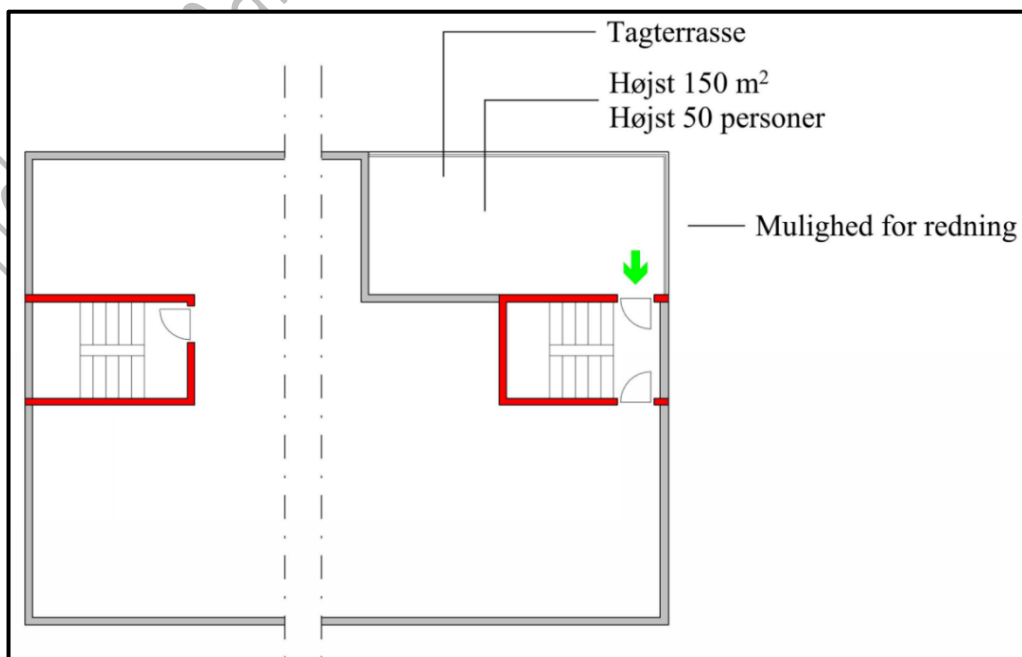 Tagterrasse
Højst 150 m²
Højst 50 personer
Mulighed for redning